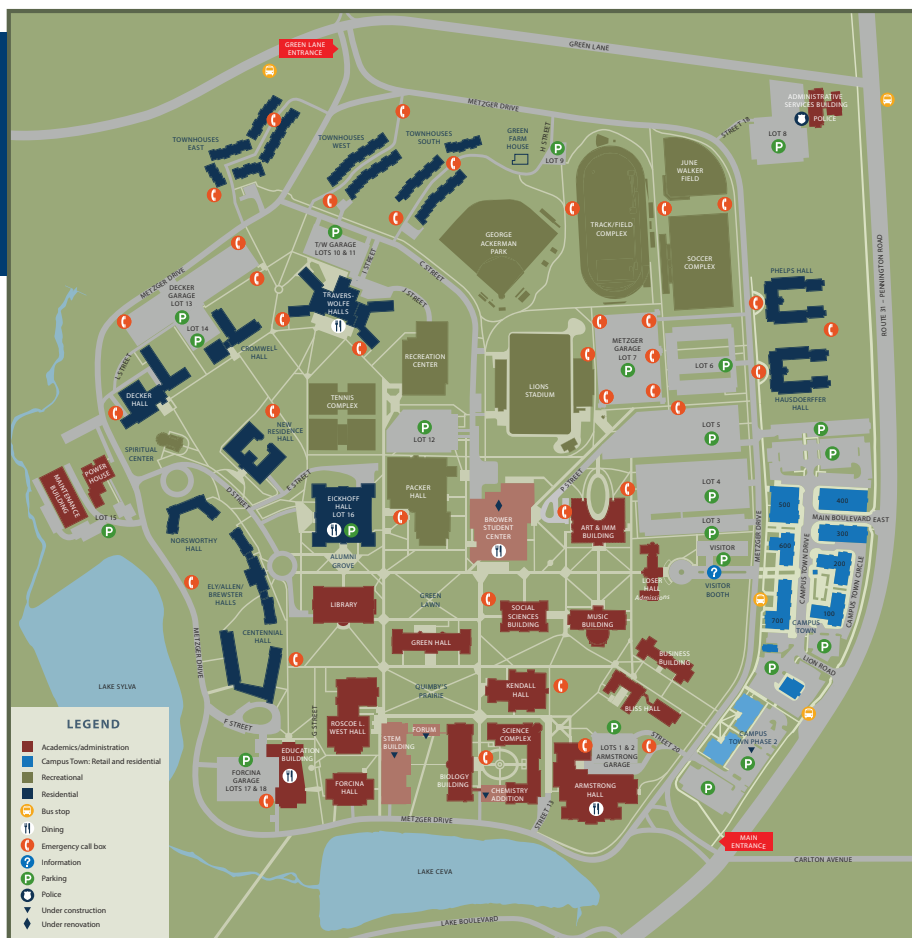 GREEN LANE
ENTRANCE
GREEN LANE
METZGER DRIVE
ADMINISTRATIVE
SERVICES BUILDING
POLICE
STREET 18
LOT 8
P
TOWNHOUSES
EAST
TOWNHOUSES
WEST
TOWNHOUSES
SOUTH
GREEN
FARM
HOUSE
H STREET
P
LOT 9
JUNE
WALKER
FIELD
TRACK/FIELD
COMPLEX
GEORGE
ACKERMAN
PARK
SOCCER
COMPLEX
P
T/W GARAGE
LOTS 10 & 11
I STREET
C STREET
J STREET
METZGER DRIVE
DECKER
GARAGE
LOT 13
P
LOT 14
P
TRAVERS-
WOLFE
HALLS
PHELPS HALL
ROUTE 31 – PENNINGTON ROAD
CROMWELL
HALL
L STREET
DECKER
HALL
RECREATION
CENTER
METZGER
GARAGE
LOT 7
P
LOT 6
P
LIONS
STADIUM
HAUSDOERFFER
HALL
TENNIS
COMPLEX
NEW
RESIDENCE
HALL
P
LOT 12
LOT 5
P
P
P
SPIRITUAL
CENTER
MAINTENANCE
BUILDING
POWER
HOUSE
LOT 15
P
D STREET
E STREET
PACKER
HALL
P STREET
LOT 4
P
EICKHOFF
HALL
LOT 16
P
BROWER
STUDENT
CENTER
ART & IMM
BUILDING
LOT 3
P
500
400
MAIN BOULEVARD EAST
300
NORSWORTHY
HALL
ALUMNI
GROVE
METZGER DRIVE
600
CAMPUS TOWN DRIVE
200
CAMPUS TOWN CIRCLE
VISITOR
P
?
VISITOR
BOOTH
LOSER
HALL
Admissions
ELY/ALLEN/
BREWSTER
HALLS
LIBRARY
GREEN
LAWN
SOCIAL
SCIENCES
BUILDING
MUSIC
BUILDING
700
100
CAMPUS
TOWN
METZGER DRIVE
CENTENNIAL
HALL
GREEN HALL
BUSINESS
BUILDING
P
P
LION ROAD
LAKE SYLVA
QUIMBY'S
PRAIRIE
KENDALL
HALL
BLISS HALL
F STREET
G STREET
ROSCOE L.
WEST HALL
STEM
BUILDING
FORUM
SCIENCE
COMPLEX
P
LOTS 1 & 2
ARMSTRONG
GARAGE
STREET 20
CAMPUS
TOWN PHASE 2
P
P
EDUCATION
BUILDING
P
FORCINA
GARAGE
LOTS 17 & 18
FORCINA
HALL
BIOLOGY
BUILDING
CHEMISTRY
ADDITION
ARMSTRONG
HALL
STREET 13
METZGER DRIVE
MAIN
ENTRANCE
CARLTON AVENUE
LAKE CEVA
LAKE BOULEVARD
LEGEND
Academics/administration
Campus Town: Retail and residential
Recreational
Residential
Bus stop
Dining
Emergency call box
? Information
P Parking
Police
Under construction
Under renovation